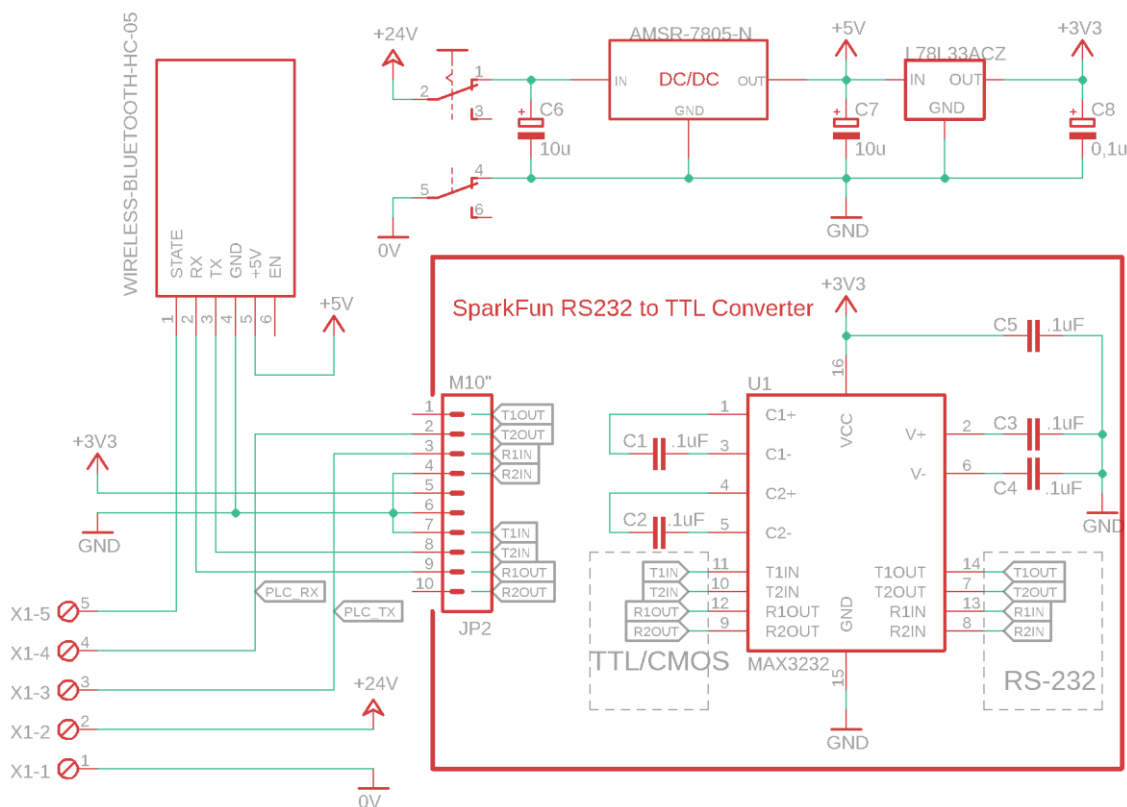 WIRELESS-BLUETOOTH-HC-05
STATE
RX
TX
GND
+5V
EN
1
2
3
4
5
6
+5V
+24V
2
1
3
5
4
6
0V
C6
10u
AMSR-7805-N
IN
DC/DC
OUT
GND
+5V
C7
10u
L78L33ACZ
IN
OUT
GND
+3V3
C8
0,1u
GND
SparkFun RS232 to TTL Converter
M10"
1
2
3
4
5
6
7
8
9
10
T1OUT
T2OUT
R1IN
R2IN
T1IN
T2IN
R1OUT
R2OUT
JP2
+3V3
GND
PLC_RX
PLC_TX
X1-5
5
X1-4
4
X1-3
3
X1-2
2
X1-1
1
+24V
0V
+3V3
16
U1
C5
.1uF
C1
.1uF
C2
.1uF
C3
.1uF
C4
.1uF
GND
1
C1+
3
C1-
4
C2+
5
C2-
VCC
V+
2
V-
6
T1IN
11
T1IN
T2IN
10
T2IN
R1OUT
12
R1OUT
R2OUT
9
R2OUT
GND
T1OUT
14
T1OUT
T2OUT
7
T2OUT
R1IN
13
R1IN
R2IN
8
R2IN
TTL/CMOS
MAX3232
15
RS-232
GND